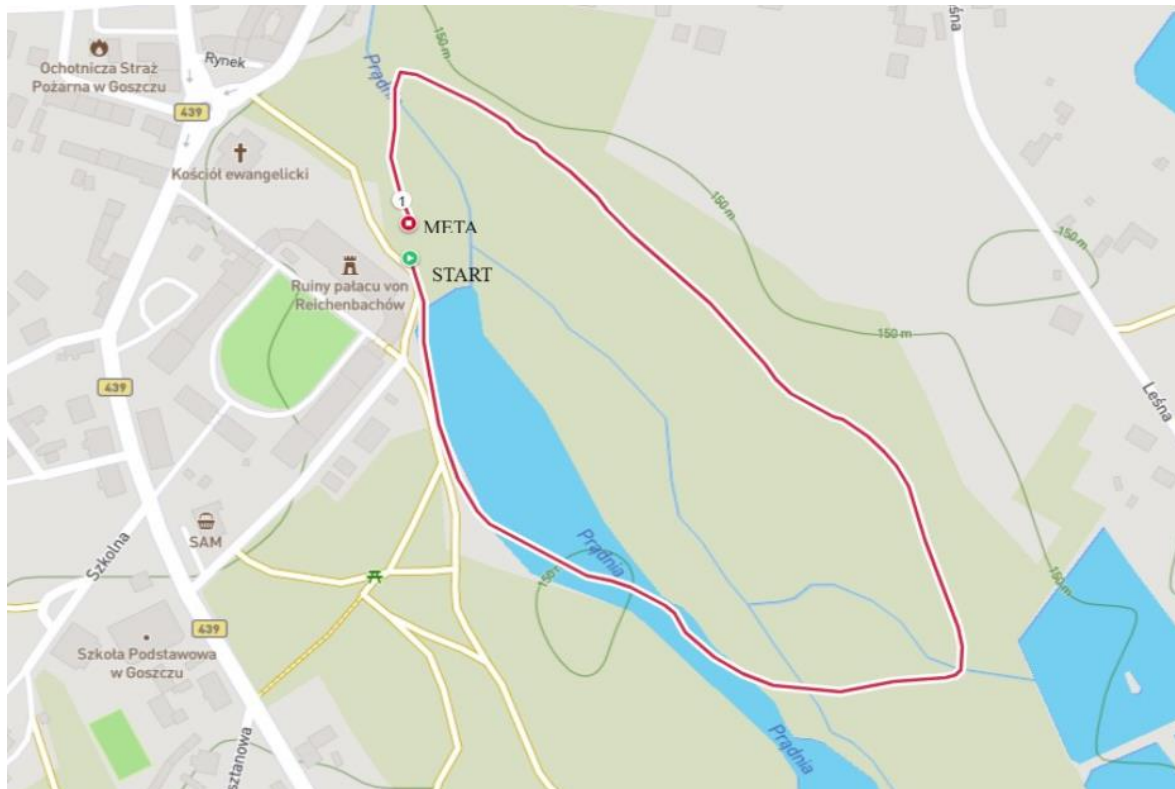 Leśna
Prądnia
Rynek
Ochotnicza Straż
Pożarna w Goszczu
439
Kościół ewangelicki
150 m
1
META
START
150 m
150 m
Ruiny pałacu von
Reichenbachów
150 m
439
Leśna
SAM
Szkolna
Prądnia
150 m
439
Szkoła Podstawowa
w Goszczu
Prądnia